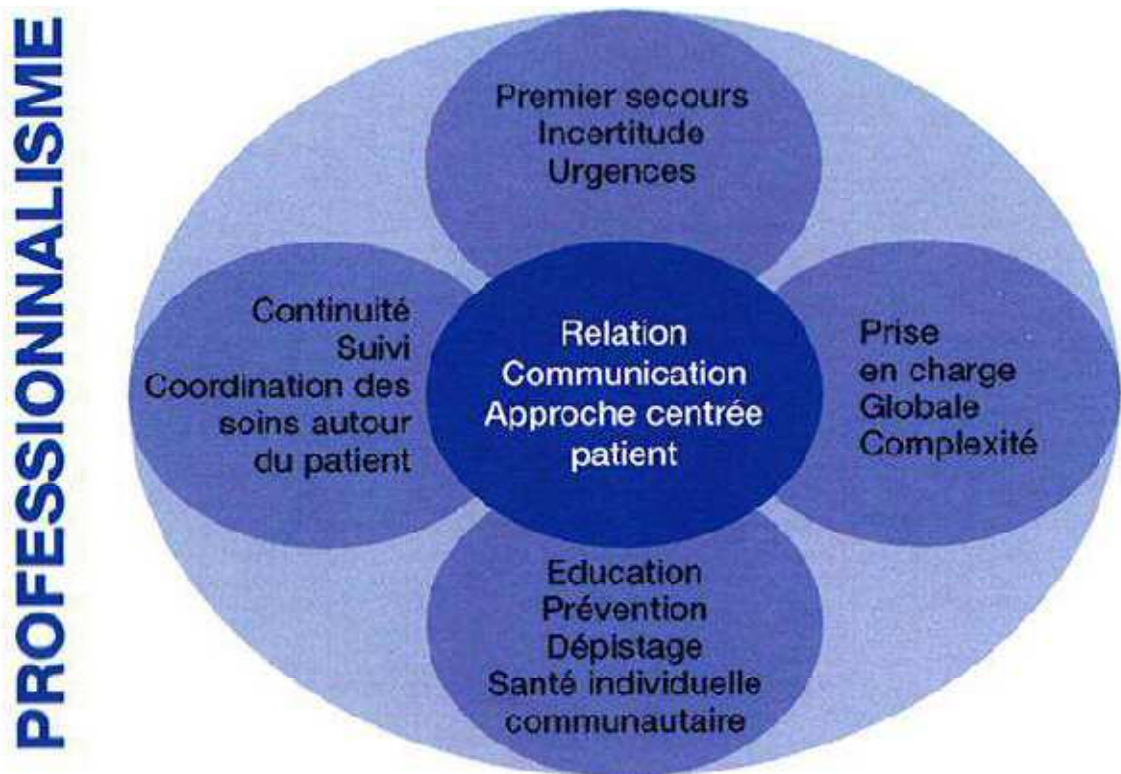 PROFESSIONNALISME
Premier secours
Incertitude
Urgences
Continuité
Suivi
Coordination des
soins autour
du patient
Relation
Communication
Approche centrée
patient
Prise
en charge
Globale
Complexité
Education
Prévention
Dépistage
Santé individuelle
communautaire